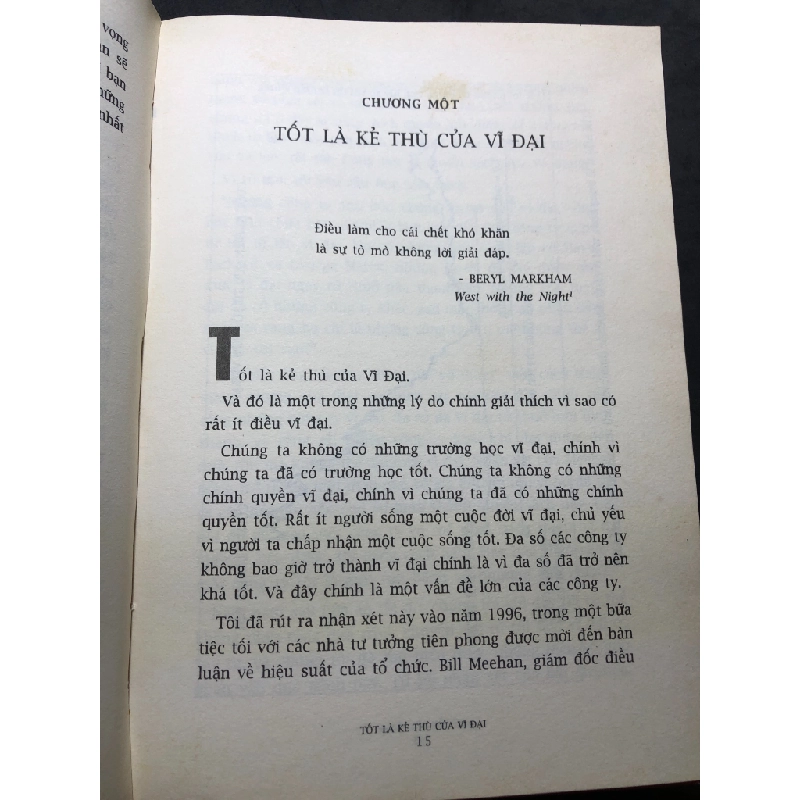 vọng
sẽ
bạn
nhất
CHƯƠNG MỘT
TỐT LÀ KẺ THÙ CỦA VĨ ĐẠI
Điều làm cho cái chết khó khăn
là sự tò mò không lời giải đáp.
- BERYL MARKHAM
West with the Night¹
Tốt là kẻ thù của Vĩ Đại.
Và đó là một trong những lý do chính giải thích vì sao có
rất ít điều vĩ đại.
Chúng ta không có những trường học vĩ đại, chính vì
chúng ta đã có trường học tốt. Chúng ta không có những
chính quyền vĩ đại, chính vì chúng ta đã có những chính
quyền tốt. Rất ít người sống một cuộc đời vĩ đại, chủ yếu
vì người ta chấp nhận một cuộc sống tốt. Đa số các công ty
không bao giờ trở thành vĩ đại chính là vì đa số đã trở nên
khá tốt. Và đây chính là một vấn đề lớn của các công ty.
Tôi đã rút ra nhận xét này vào năm 1996, trong một bữa
tiệc tối với các nhà tư tưởng tiên phong được mời đến bàn
luận về hiệu suất của tổ chức. Bill Meehan, giám đốc điều
TỐT LÀ KẺ THÙ CỦA VĨ ĐẠI
15